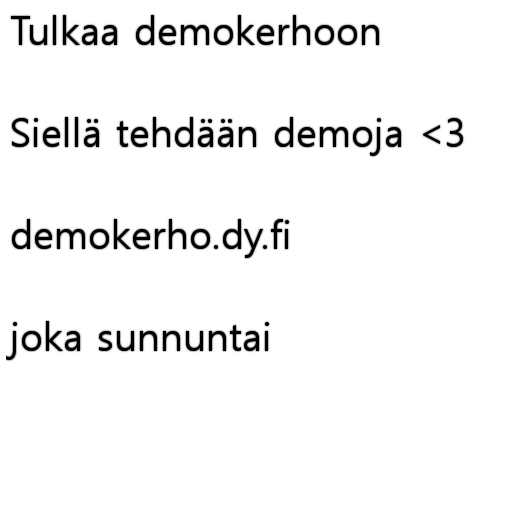 Tulkaa demokerhoon
Siellä tehdään demoja <3
demokerho.dy.fi
joka sunnuntai